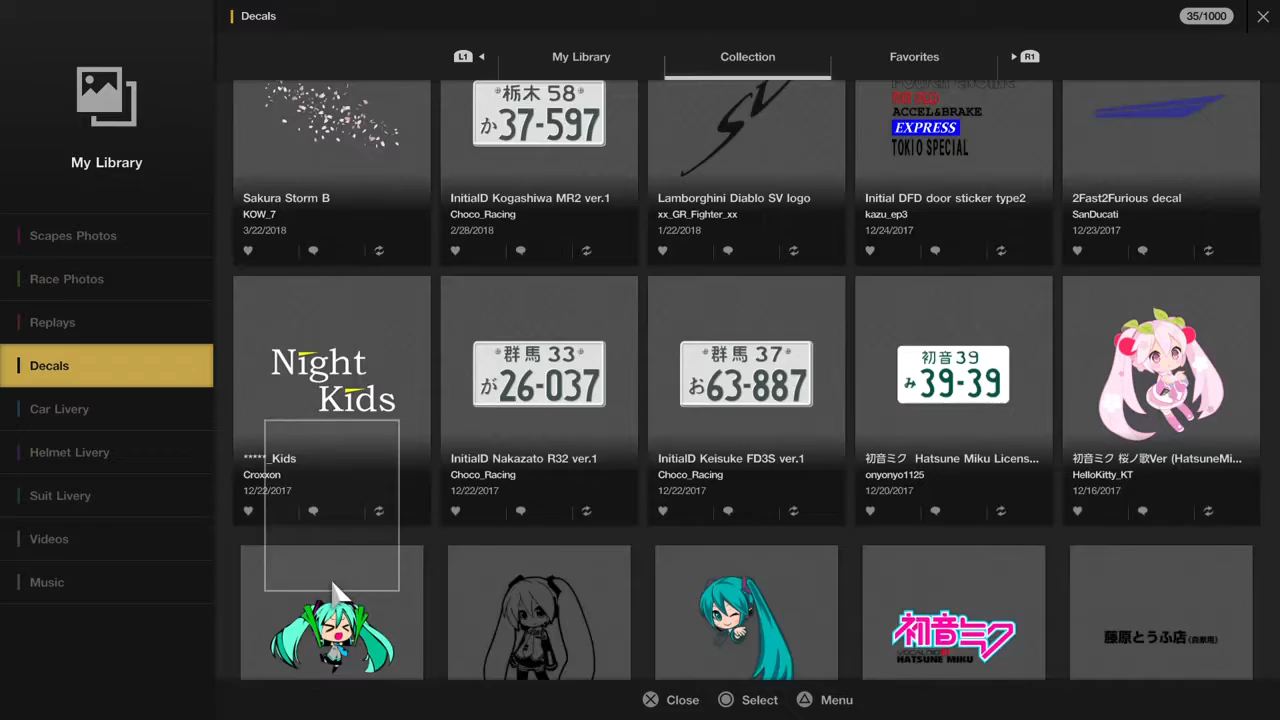 Decals
35/1000
L1
My Library
Collection
Favorites
R1
My Library
Scapes Photos
Race Photos
Replays
Decals
Car Livery
Helmet Livery
Suit Livery
Videos
Music
栃木 58
か 37-597
SV
ACCEL&BRAKE
EXPRESS
TOKIO SPECIAL
Sakura Storm B
KOW_7
3/22/2018
InitialD Kogashiwa MR2 ver.1
Choco_Racing
2/28/2018
Lamborghini Diablo SV logo
xx_GR_Fighter_xx
1/22/2018
Initial DFD door sticker type2
kazu_ep3
12/24/2017
2Fast2Furious decal
SanDucati
12/23/2017
Night
Kids
群馬 33
が 26-037
群馬 37
お 63-887
初音 39
み 39-39
*****_Kids
Croxxon
12/22/2017
InitialD Nakazato R32 ver.1
Choco_Racing
12/22/2017
InitialD Keisuke FD3S ver.1
Choco_Racing
12/22/2017
初音ミク Hatsune Miku Licens...
onyonyo1125
12/20/2017
初音ミク 桜ノ歌Ver (HatsuneMi...
HelloKitty_KT
12/16/2017
初音ミク
HATSUNE MIKU
藤原とうふ店(自家用)
Close
Select
Menu